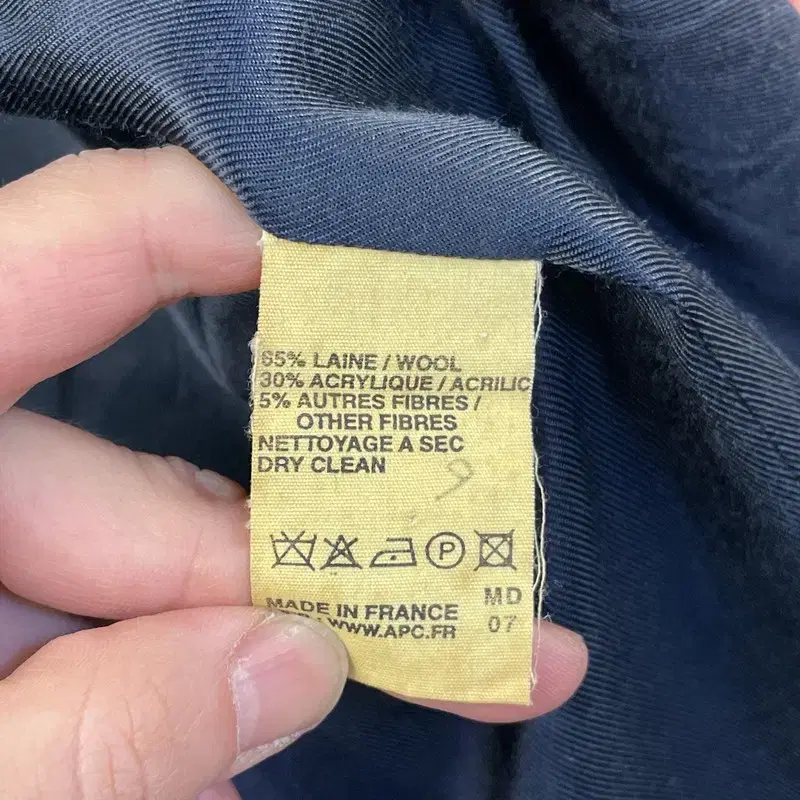 65% LAINE / WOOL
30% ACRYLIQUE / ACRILIC
5% AUTRES FIBRES /
OTHER FIBRES
NETTOYAGE A SEC
DRY CLEAN
P
MADE IN FRANCE
WWW.APC.FR
MD
07